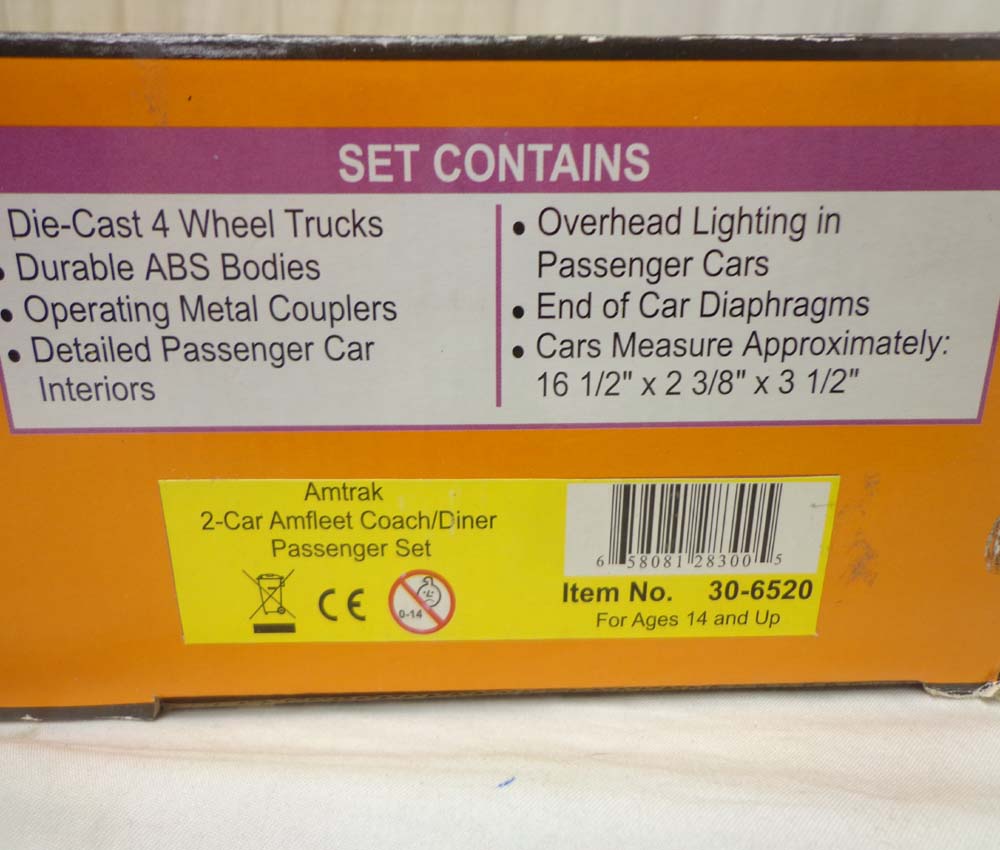 SET CONTAINS
Die-Cast 4 Wheel Trucks
• Durable ABS Bodies
• Operating Metal Couplers
• Detailed Passenger Car
Interiors
• Overhead Lighting in
Passenger Cars
• End of Car Diaphragms
• Cars Measure Approximately:
16 1/2" x 2 3/8" x 3 1/2"
Amtrak
2-Car Amfleet Coach/Diner
Passenger Set
CE
0-14
6 58081 28300 5
Item No. 30-6520
For Ages 14 and Up